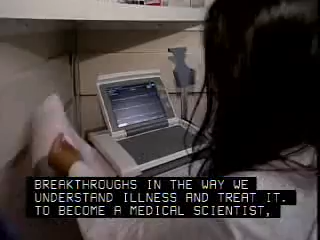 BREAKTHROUGHS IN THE WAY WE
UNDERSTAND ILLNESS AND TREAT IT.
TO BECOME A MEDICAL SCIENTIST,